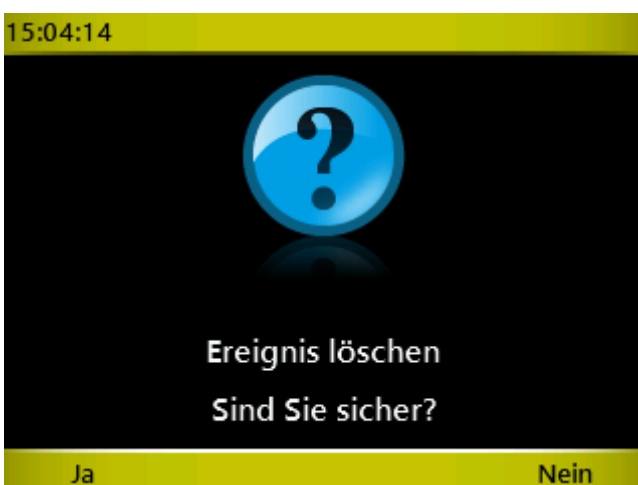 15:04:14
?
Ereignis löschen
Sind Sie sicher?
Ja Nein